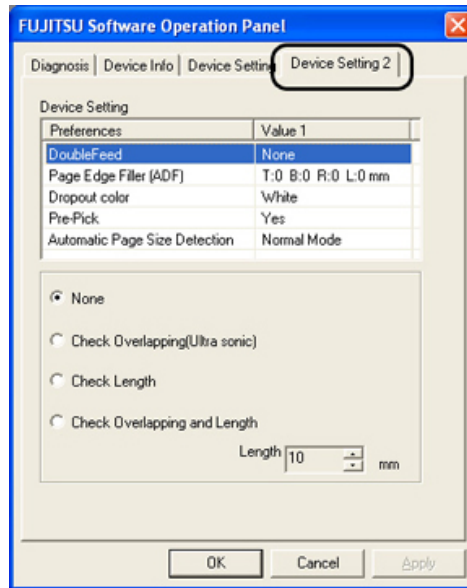 FUJITSU Software Operation Panel
Diagnosis Device Info Device Setting Device Setting 2
Device Setting
Preferences Value 1
DoubleFeed None
Page Edge Filler (ADF) T:0 B:0 R:0 L:0 mm
Dropout color White
Pre-Pick Yes
Automatic Page Size Detection Normal Mode
None
Check Overlapping(Ultra sonic)
Check Length
Check Overlapping and Length
Length 10 mm
OK Cancel Apply